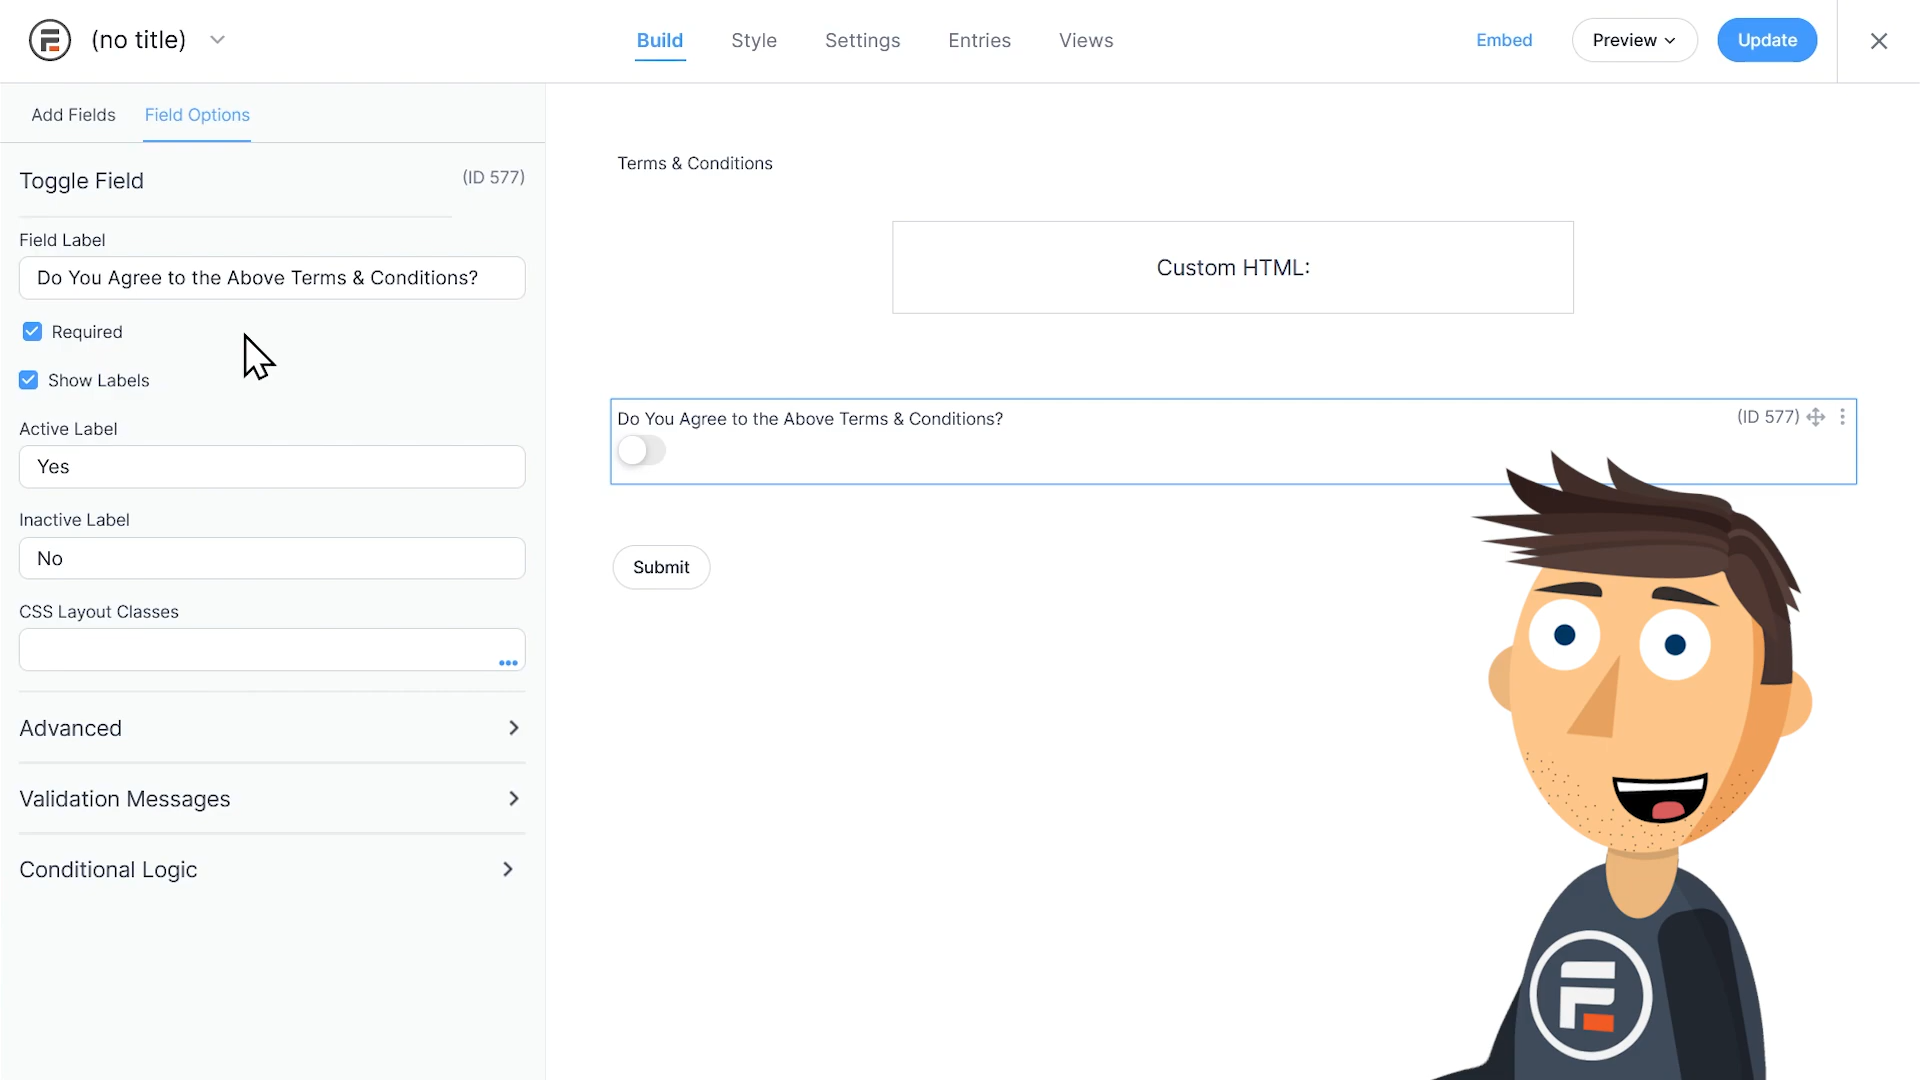 (no title)
Build
Style
Settings
Entries
Views
Embed
Preview
Update
Add Fields
Field Options
Toggle Field
(ID 577)
Field Label
Do You Agree to the Above Terms & Conditions?
Required
Show Labels
Active Label
Yes
Inactive Label
No
CSS Layout Classes
Advanced
Validation Messages
Conditional Logic
Terms & Conditions
Custom HTML:
Do You Agree to the Above Terms & Conditions?
(ID 577)
Submit